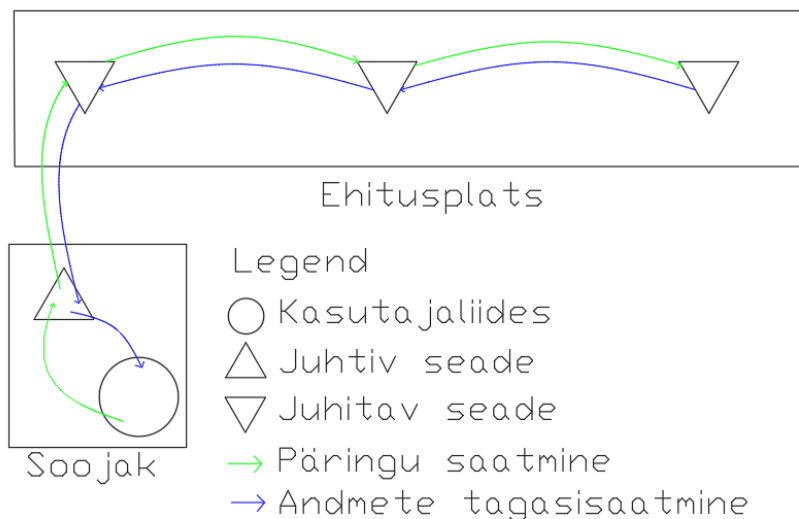 Ehitusplats
Legend
Kasutajaliides
Juhtiv seade
Juhitav seade
Päringu saatmine
Andmete tagasisaatmine
Soojak